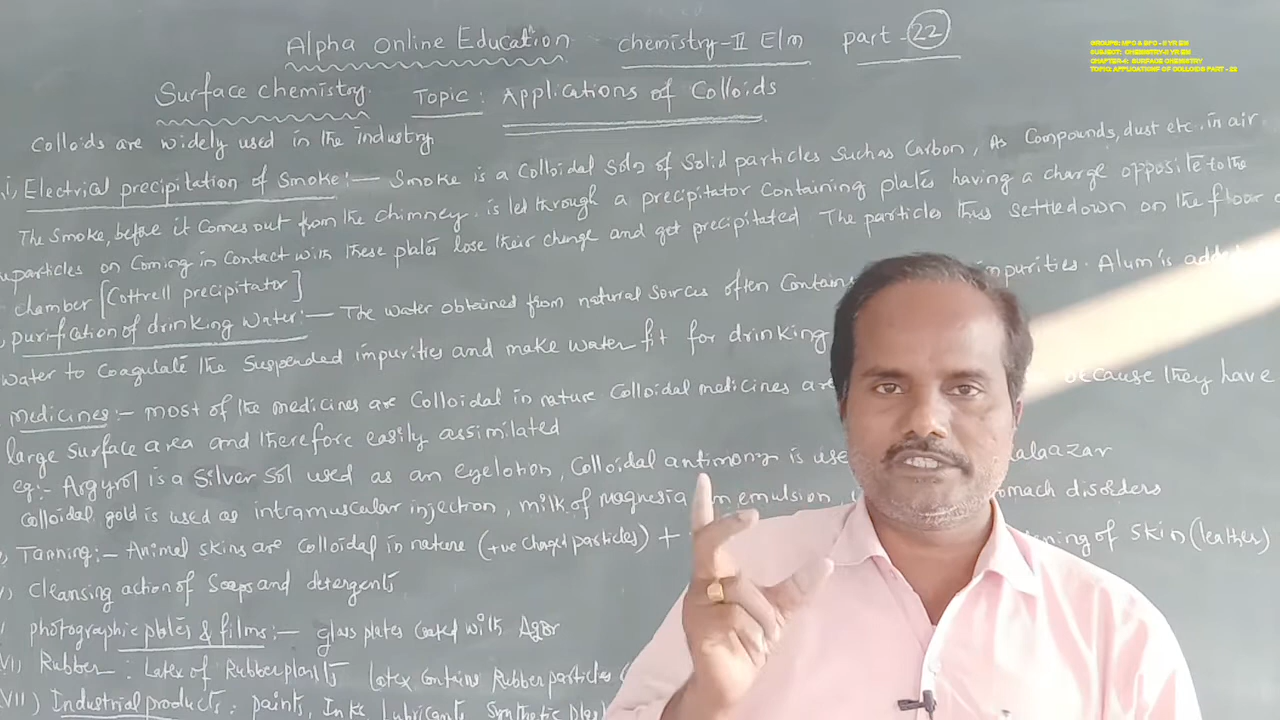 Alpha Online Education chemistry-II E/m part-22
GROUPS: MPC & BPC - II YR EM
SUBJECT: CHEMISTRY-II YR EM
CHAPTER-4: SURFACE CHEMISTRY
TOPIC: APPLICATIONF OF COLLOIDS PART - 22
Surface chemistry Topic: Applications of Colloids
Colloids are widely used in the industry
i, Electrical precipitation of Smoke:- Smoke is a Colloidal Soln of Solid particles Such as Carbon, As Compounds, dust etc. in air
The Smoke, before it Comes out from the chimney, is led through a precipitator Containing plates having a charge opposite to the
particles on Coming in Contact with these plates lose their charge and get precipitated The particles thus settledown on the floor
chamber [Cottrell precipitator]
purification of drinking water:- The water obtained from natural Sources often Contains impurities. Alum is added
water to Coagulate the Suspended impurities and make water fit for drinking
Medicines:- most of the medicines are Colloidal in nature Colloidal medicines are because they have
large Surface area and therefore easily assimilated
eg:- Argyrol is a Silver Sol used as an eyelotion, Colloidal antimony is use kalaazar
Colloidal gold is used as intramuscular injection, milk of magnesia, an emulsion, stomach disorders
Tanning:- Animal skins are Colloidal in nature (+ve Charged particles) + of Skin (leather)
Cleansing action of Soaps and detergents
photographic plates & films:- glass plates Coated with Agar
VI) Rubber: Latex of Rubber plants latex contains Rubber particles
VII) Industrial products: paints, Inks, Lubricants, Synthetic